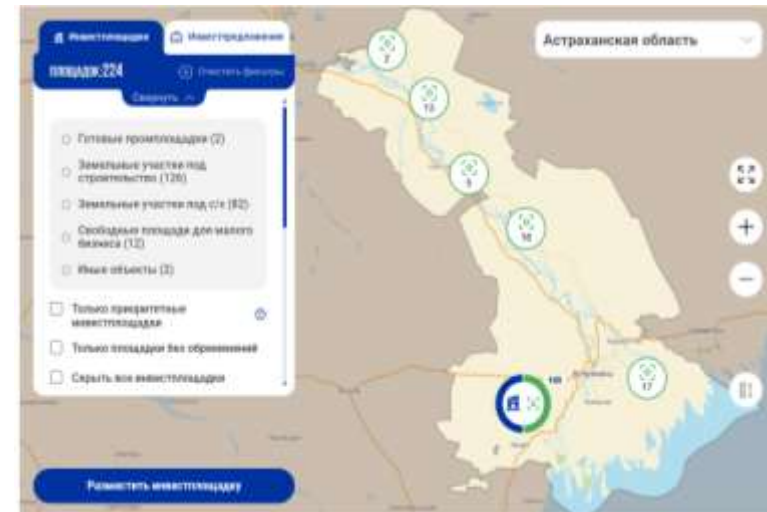 Инвестплощадки
Инвестпредложения
площадок:224
Очистить фильтры
Свернуть
Готовые промплощадки (2)
Земельные участки под
строительство (126)
Земельные участки под с/х (82)
Свободные площади для малого
бизнеса (12)
Иные объекты (2)
Только приоритетные
инвестплощадки
Только площадки без обременений
Скрыть все инвестплощадки
Разместить инвестплощадку
Астраханская область
7
13
5
10
17